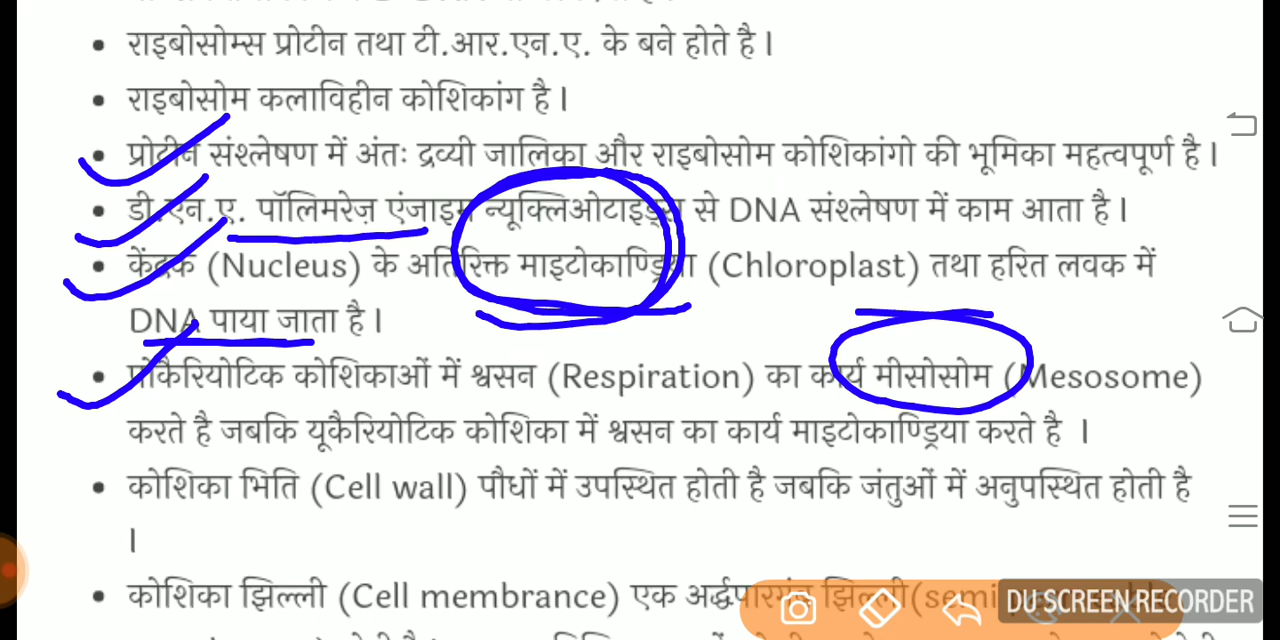 राइबोसोम्स प्रोटीन तथा टी.आर.एन.ए. के बने होते है।
राइबोसोम कलाविहीन कोशिकांग है।
प्रोटीन संश्लेषण में अंतः द्रव्यी जालिका और राइबोसोम कोशिकांगो की भूमिका महत्वपूर्ण है।
डी.एन.ए. पॉलिमरेज़ एंजाइम न्यूक्लिओटाइड्स से DNA संश्लेषण में काम आता है।
केंद्रक (Nucleus) के अतिरिक्त माइटोकाण्ड्रिया (Chloroplast) तथा हरित लवक में
DNA पाया जाता है।
प्रोकैरियोटिक कोशिकाओं में श्वसन (Respiration) का कार्य मीसोसोम (Mesosome)
करते है जबकि यूकैरियोटिक कोशिका में श्वसन का कार्य माइटोकाण्ड्रिया करते है ।
कोशिका भिति (Cell wall) पौधों में उपस्थित होती है जबकि जंतुओं में अनुपस्थित होती है
।
कोशिका झिल्ली (Cell membrance) एक अर्द्धपारगंद झिल्ली(semi
DU SCREEN RECORDER